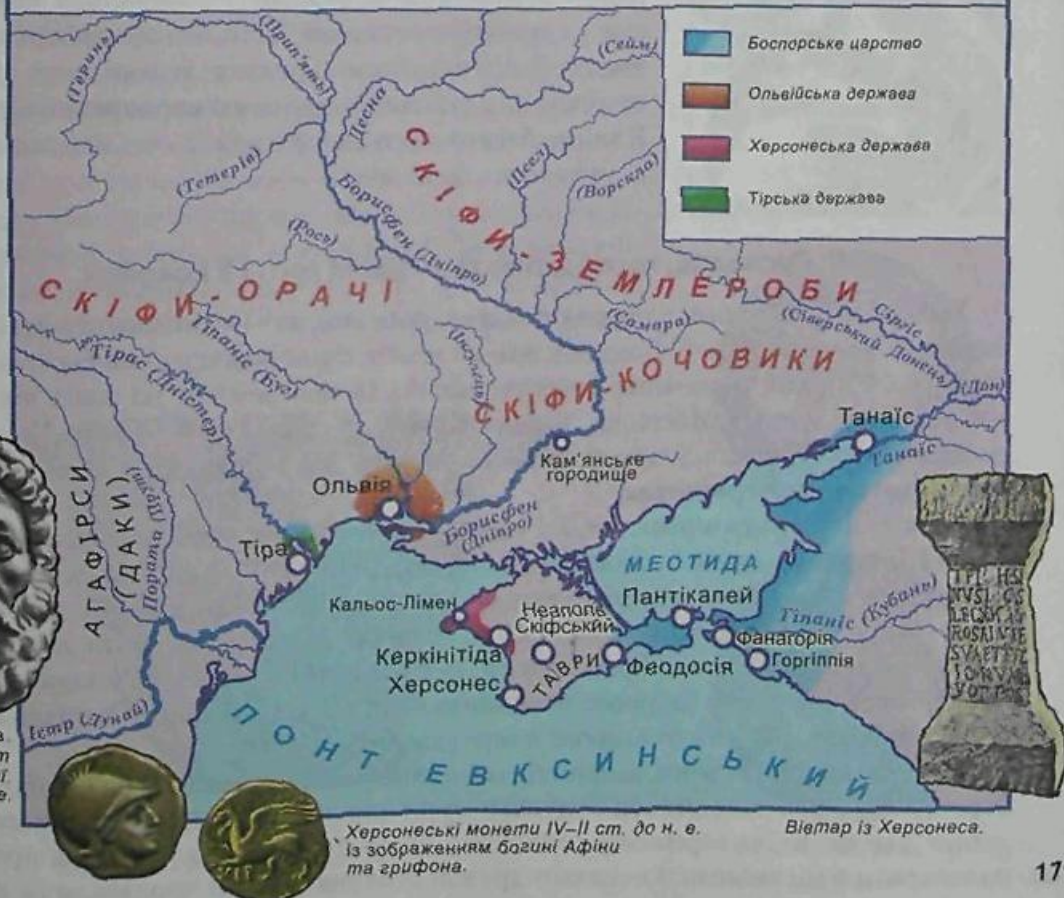 Боспорське царство
Ольвійська держава
Херсонеська держава
Тірська держава
(Горинь)
(Прип'ять)
Десна
(Сейм)
(Тетерів)
(Псел)
(Ворскла)
Борисфен (Дніпро)
(Рось)
СКІФИ-ЗЕМЛЕРОБИ
СКІФИ-ОРАЧІ
Гіпаніс (Буг)
Тірас (Дністер)
(Інгулець)
(Самара)
(Сіверський Донець)
Сіргіс
(Дон)
СКІФИ-КОЧОВИКИ
Танаїс
Танаїс
Кам'янське
городище
Ольвія
Борисфен
(Дніпро)
АГАФІРСИ
(ДАКИ)
Пората (Прут)
Тіра
МЕОТИДА
Кальос-Лімен
Неаполь
Скіфський
Пантікапей
Гіпаніс (Кубань)
Фанагорія
Горгіппія
Керкінітіда
ТАВРИ
Феодосія
Херсонес
Істр (Дунай)
ПОНТ ЕВКСИНСЬКИЙ
Херсонеські монети IV–II ст. до н. е.
із зображенням богині Афіни
та грифона.
Вівтар із Херсонеса.
17